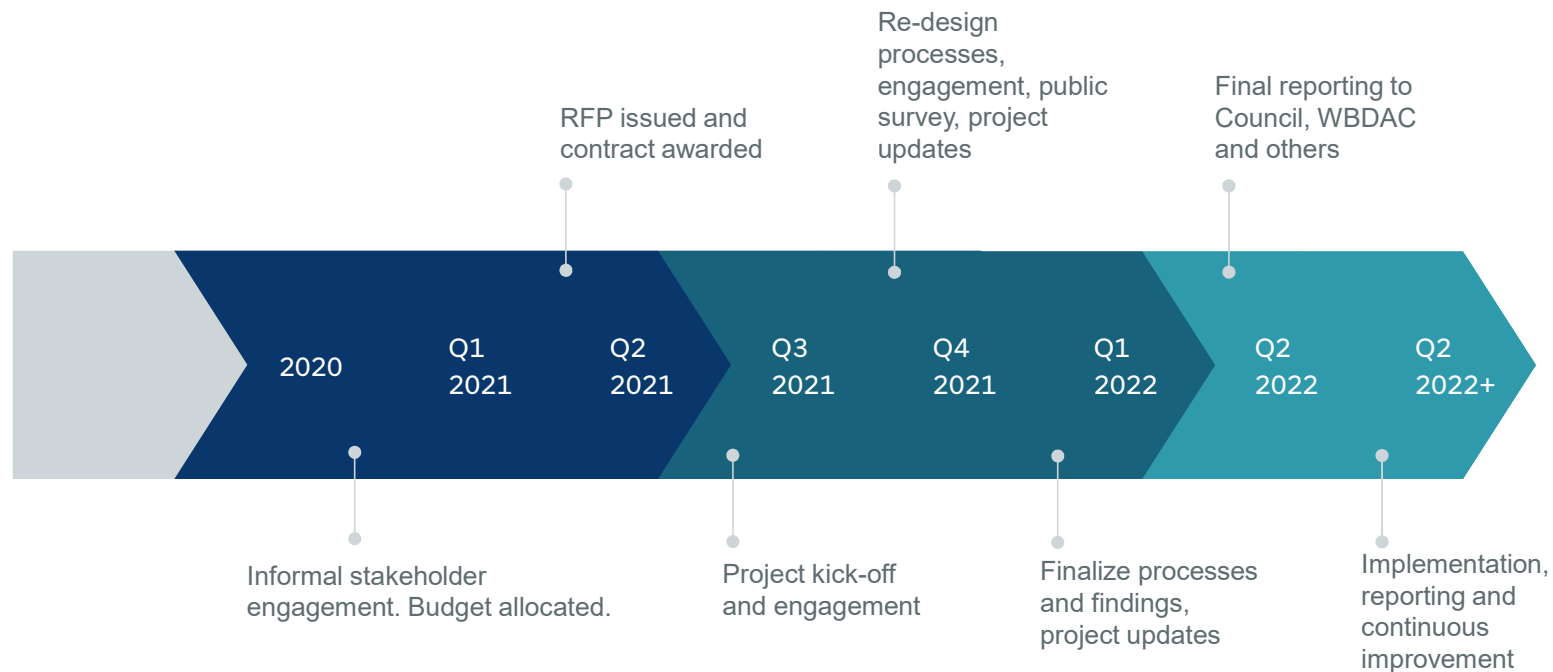 Re-design
processes,
engagement, public
survey, project
updates
Final reporting to
Council, WBDAC
and others
RFP issued and
contract awarded
2020
Q1
2021
Q2
2021
Q3
2021
Q4
2021
Q1
2022
Q2
2022
Q2
2022+
Informal stakeholder
engagement. Budget allocated.
Project kick-off
and engagement
Finalize processes
and findings,
project updates
Implementation,
reporting and
continuous
improvement